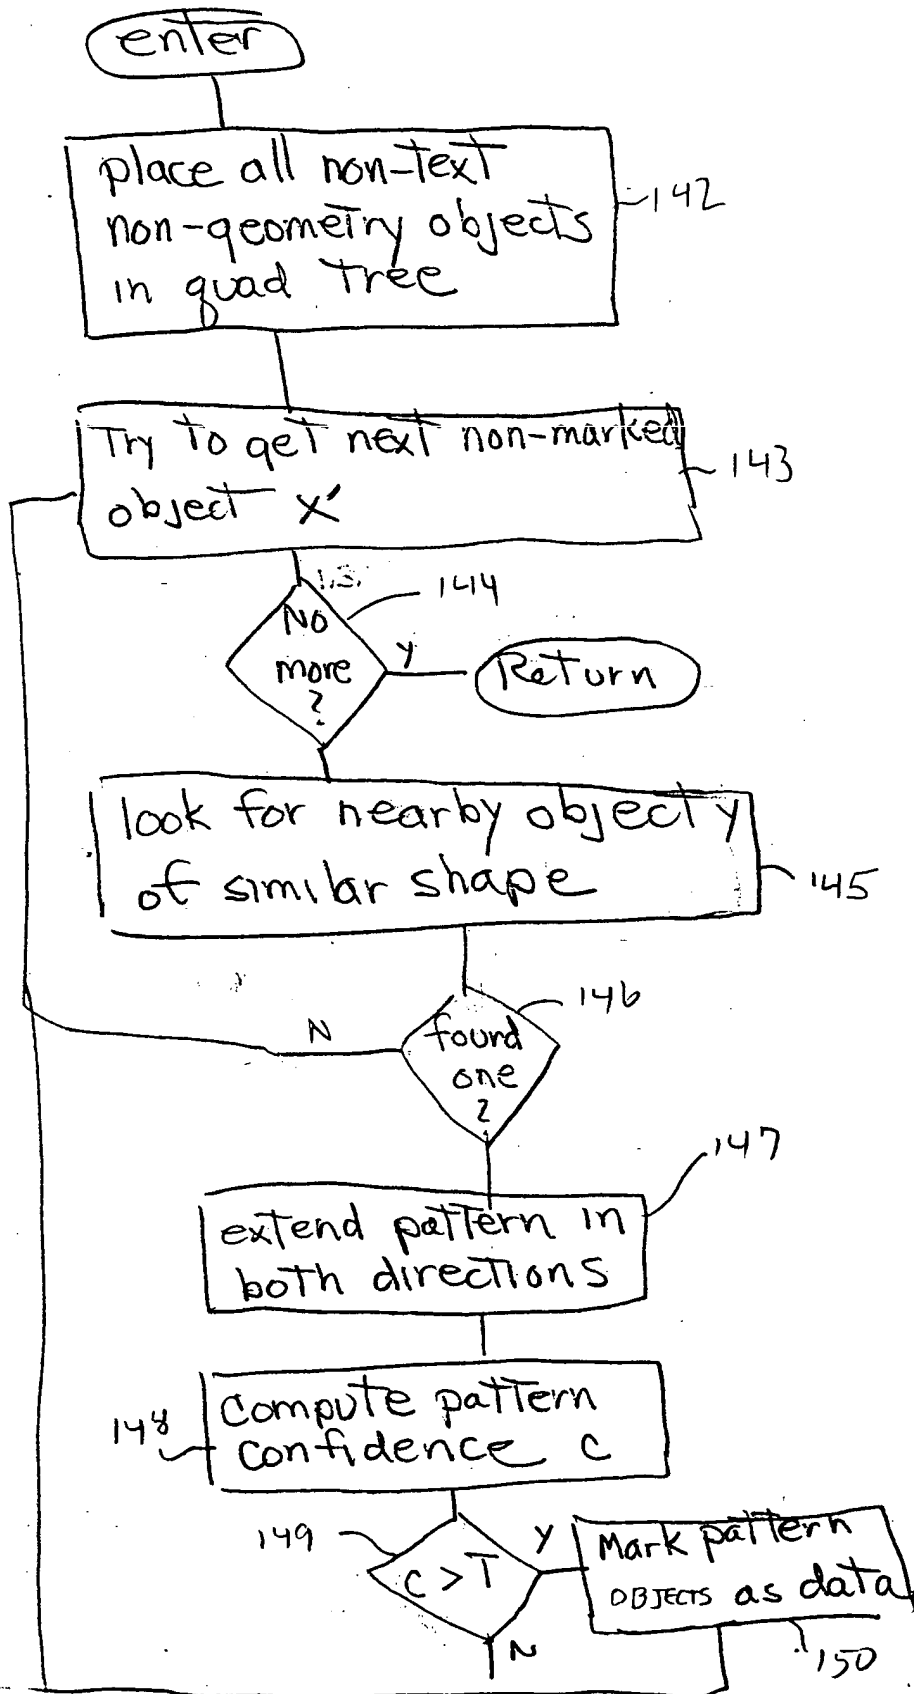 enter
place all non-text
non-geometry objects
in quad tree
142
Try to get next non-marked
object x'
143
144
No
more
?
Y
Return
look for nearby object y
of similar shape
145
146
found
one
?
N
147
extend pattern in
both directions
148
compute pattern
confidence c
149
c > T
Y
N
Mark pattern
OBJECTS as data
150